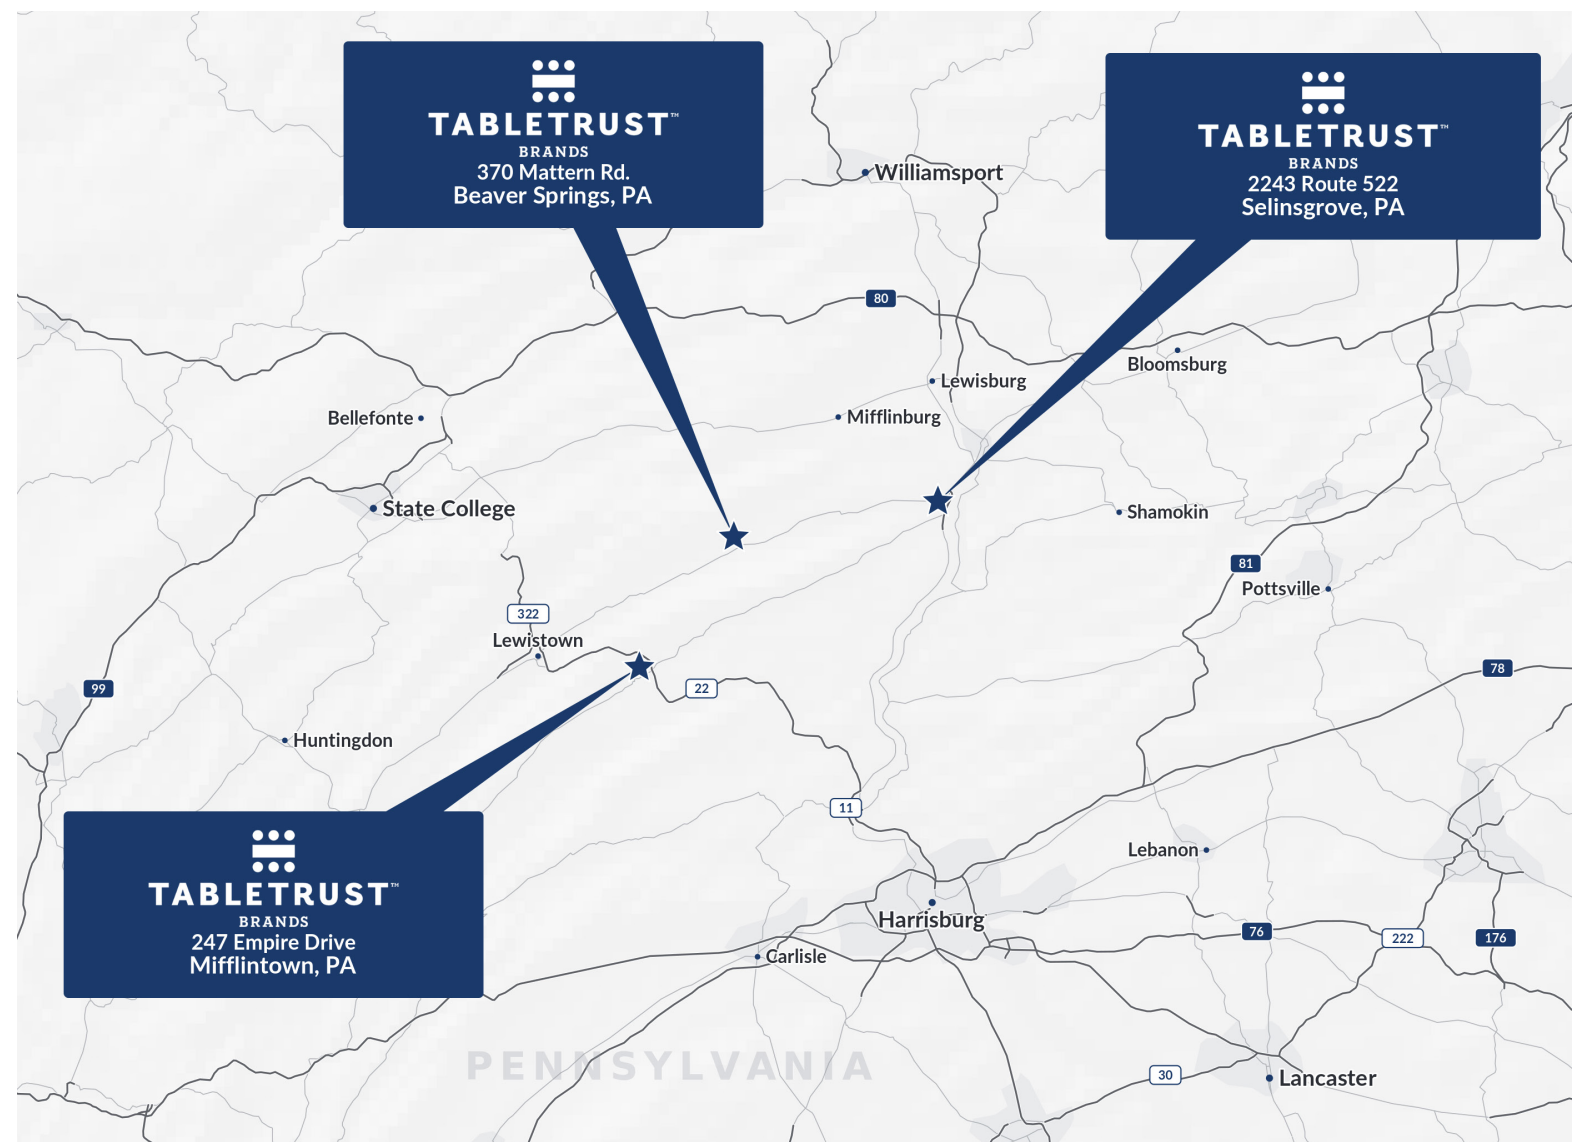 TABLETRUST™
BRANDS
370 Mattern Rd.
Beaver Springs, PA
TABLETRUST™
BRANDS
2243 Route 522
Selinsgrove, PA
Williamsport
80
Bloomsburg
Lewisburg
Bellefonte
Mifflinburg
State College
Shamokin
81
Pottsville
322
Lewistown
99
22
78
Huntingdon
11
TABLETRUST™
BRANDS
247 Empire Drive
Mifflintown, PA
Lebanon
Harrisburg
76
222
176
Carlisle
PENNSYLVANIA
30
Lancaster